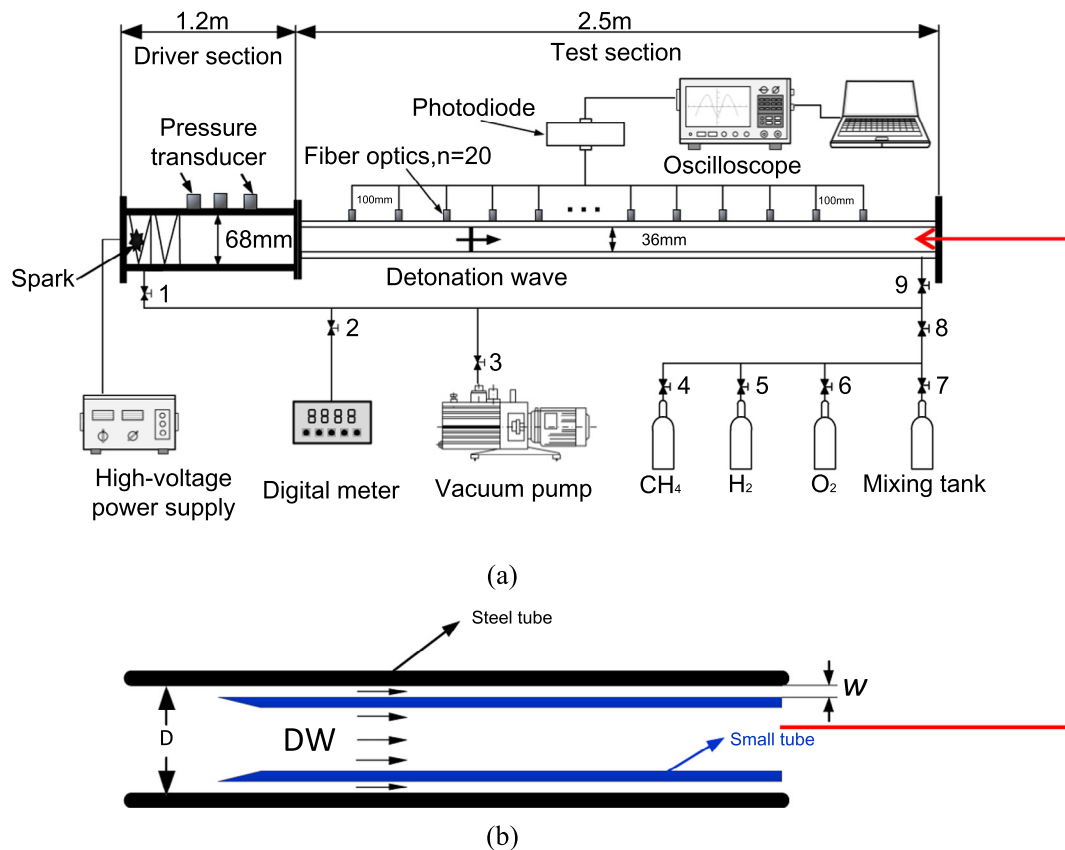 1.2m
2.5m
Driver section
Test section
Photodiode
Pressure
transducer
Fiber optics,n=20
Oscilloscope
100mm
100mm
68mm
36mm
Spark
Detonation wave
1
9
2
8
3
4
5
6
7
8888
High-voltage
power supply
Digital meter
Vacuum pump
CH₄
H₂
O₂
Mixing tank
(a)
Steel tube
w
D
DW
Small tube
(b)